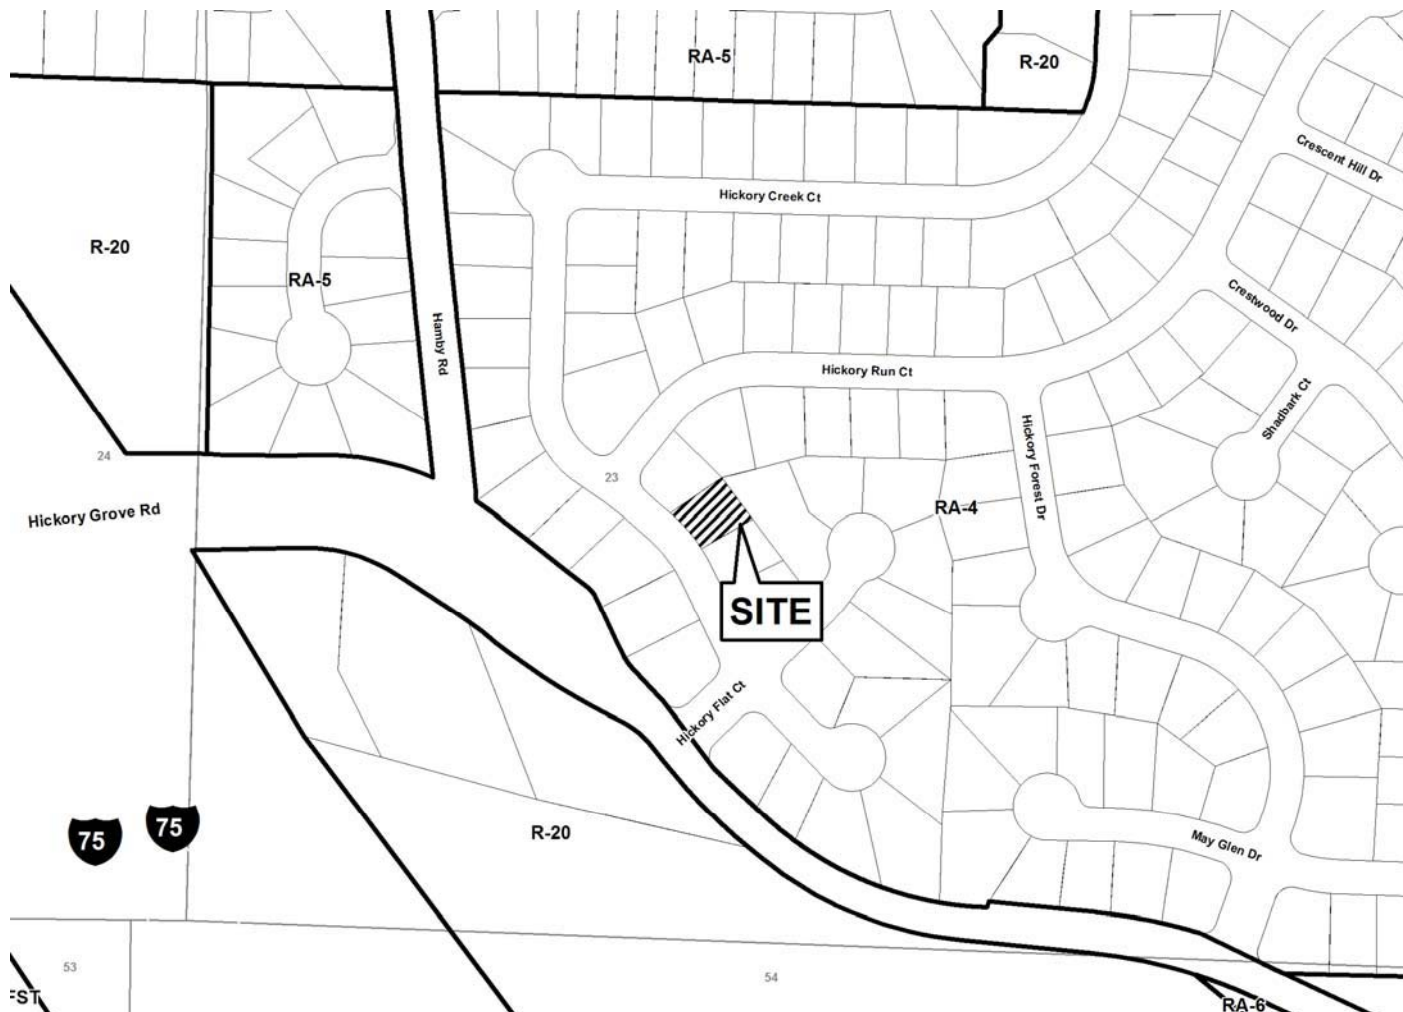 RA-5
R-20
Crescent Hill Dr
Hickory Creek Ct
R-20
RA-5
Crestwood Dr
Hamby Rd
Hickory Run Ct
Shadbark Ct
Hickory Forest Dr
24
23
Hickory Grove Rd
RA-4
SITE
Hickory Flat Ct
75
75
R-20
May Glen Dr
53
54
FST
RA-6